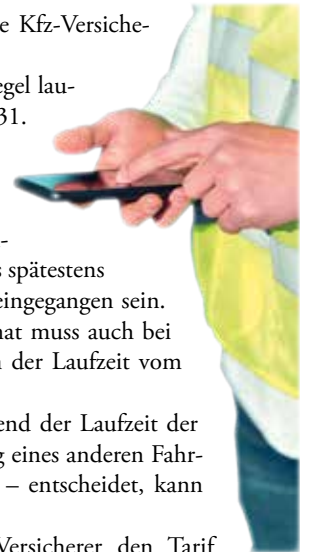 e Kfz-Versiche-
egel lau-
31.
-
s spätestens
eingegangen sein.
nat muss auch bei
n der Laufzeit vom
end der Laufzeit der
g eines anderen Fahr-
– entscheidet, kann
Versicherer den Tarif